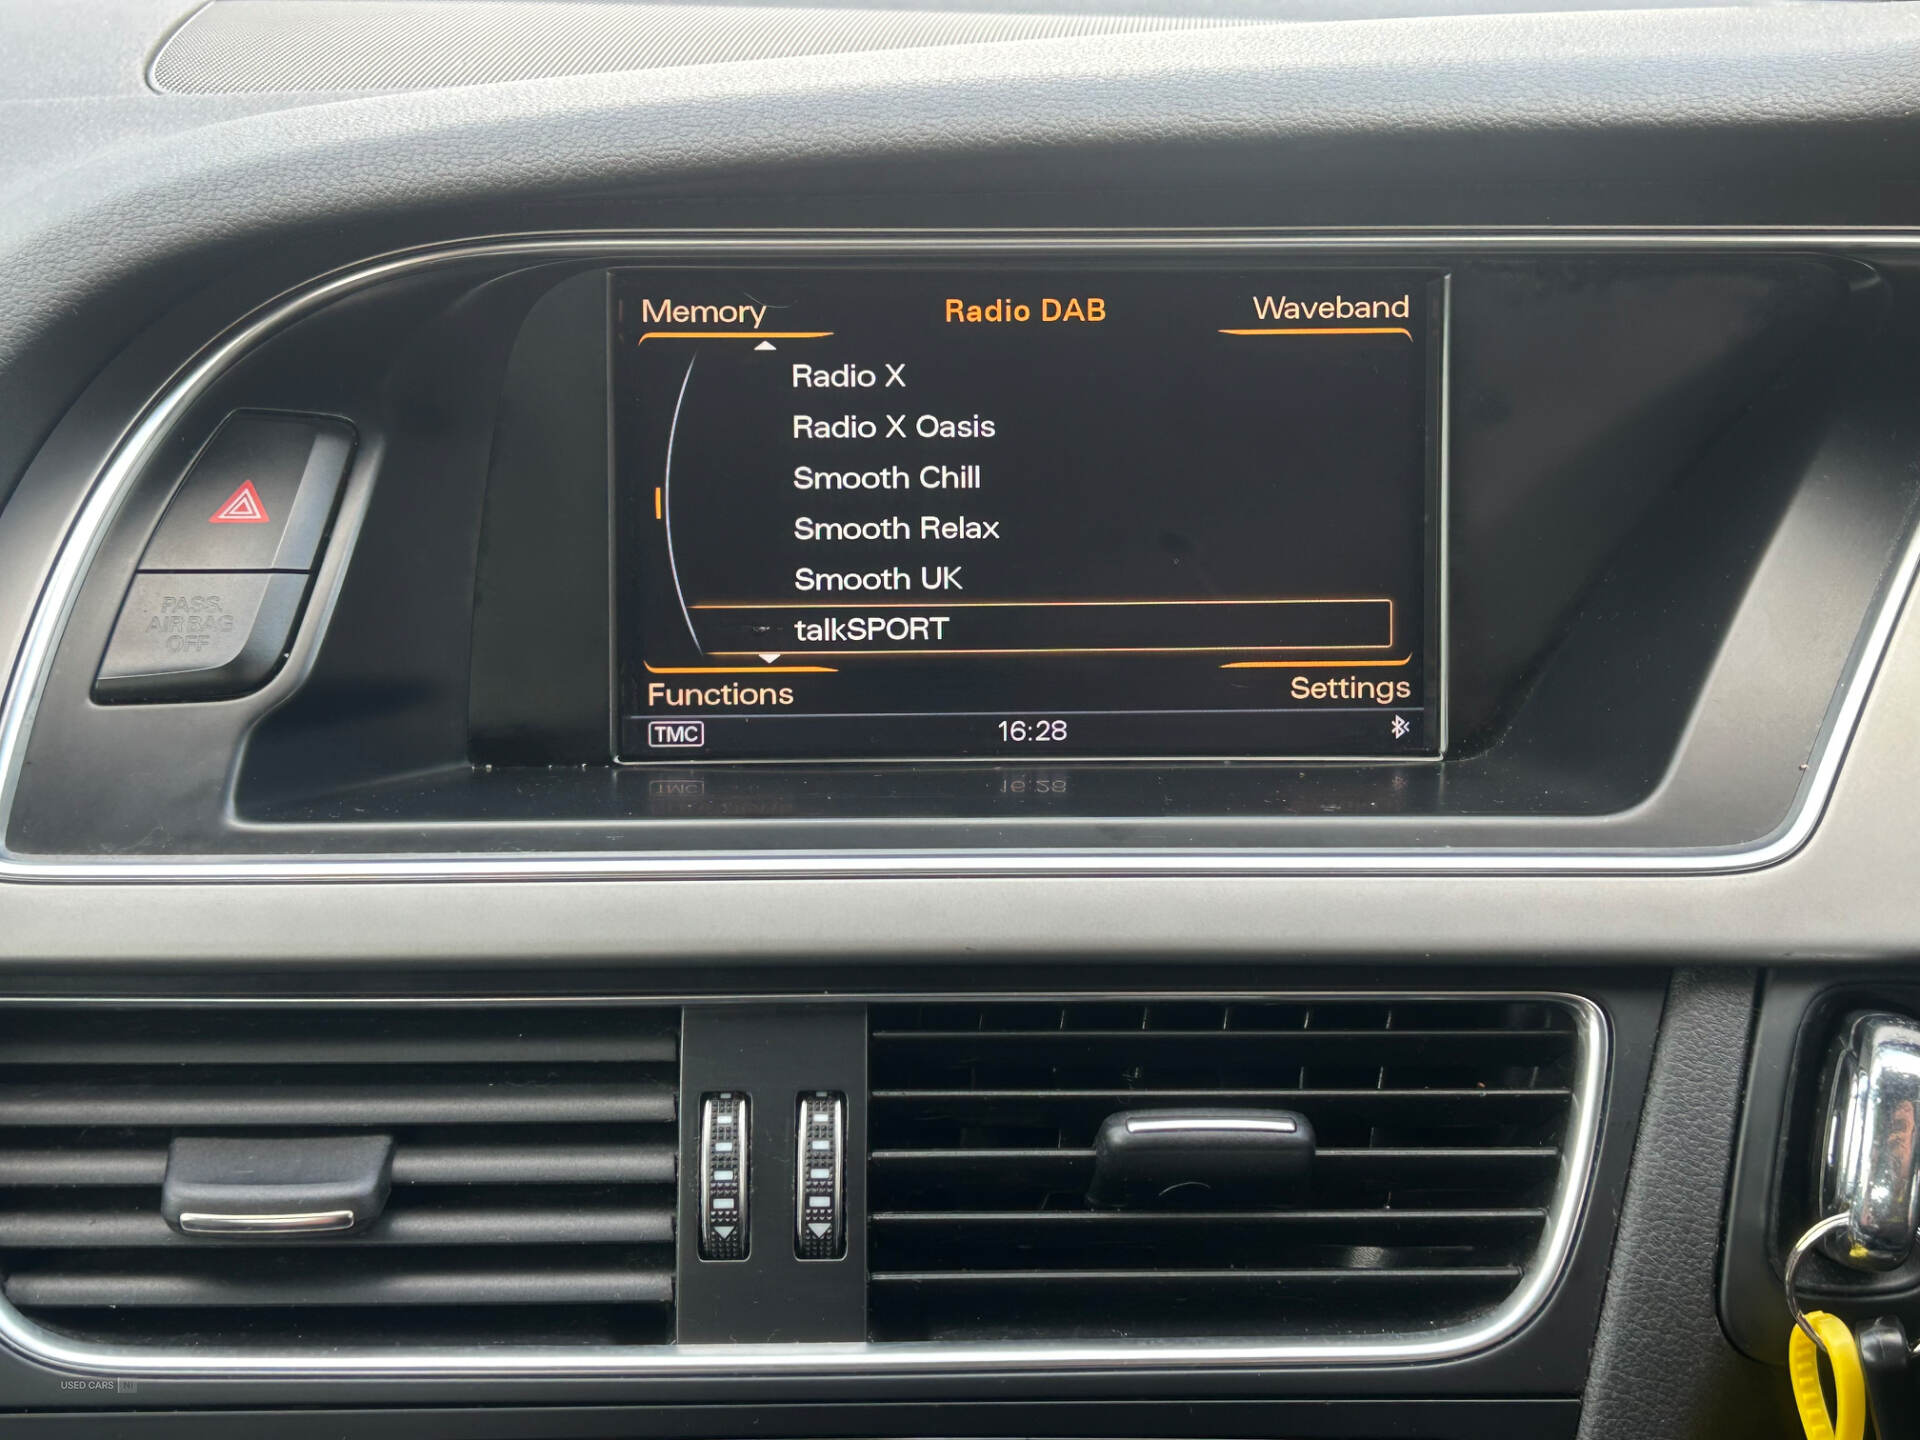 Memory
Radio DAB
Waveband
Radio X
Radio X Oasis
Smooth Chill
Smooth Relax
Smooth UK
talkSPORT
Functions
Settings
TMC
16:28
PASS.
AIR BAG
OFF
USED CARS NI